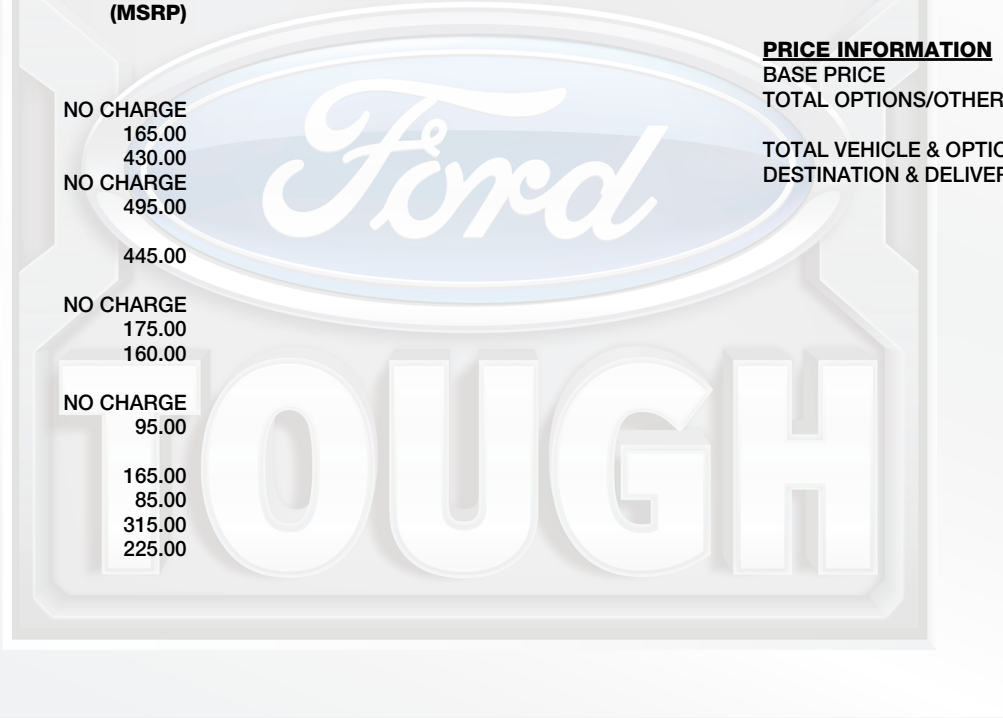 (MSRP)
NO CHARGE
165.00
430.00
NO CHARGE
495.00
445.00
NO CHARGE
175.00
160.00
NO CHARGE
95.00
165.00
85.00
315.00
225.00
PRICE INFORMATION
BASE PRICE
TOTAL OPTIONS/OTHER
TOTAL VEHICLE & OPTIO
DESTINATION & DELIVER
Ford
TOUGH